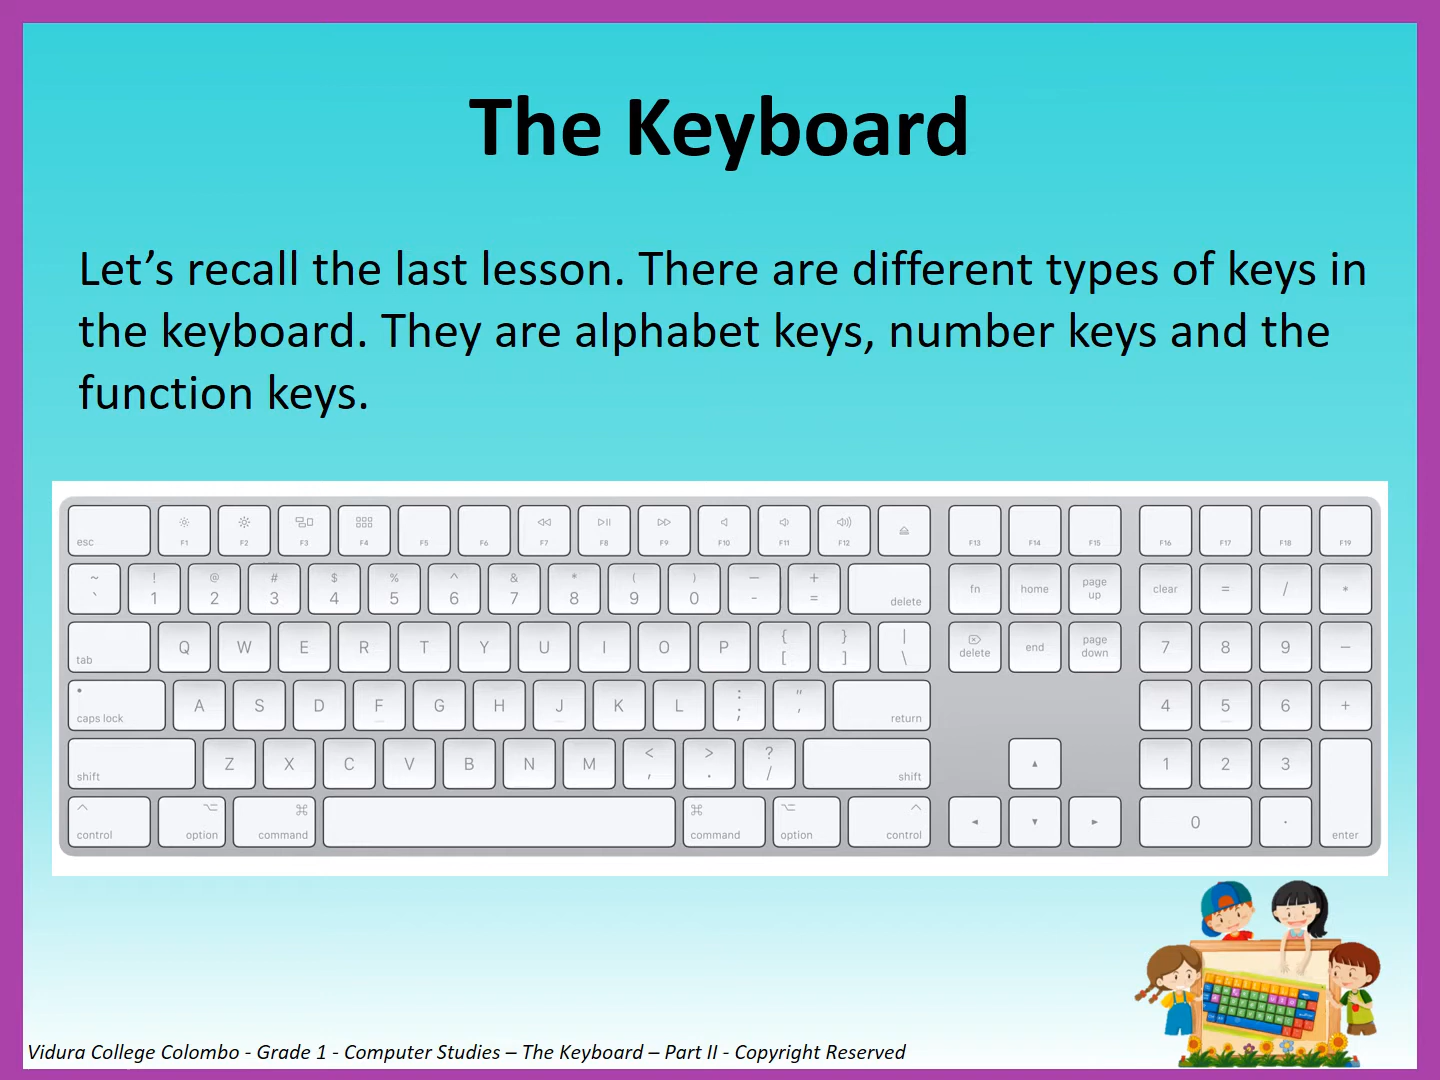 The Keyboard
Let’s recall the last lesson. There are different types of keys in
the keyboard. They are alphabet keys, number keys and the
function keys.
esc F1 F2 F3 F4 F5 F6 F7 F8 F9 F10 F11 F12 F13 F14 F15 F16 F17 F18 F19
~ ! @ # $ % ^ & * ( ) — +
` 1 2 3 4 5 6 7 8 9 0 - = delete fn home page up clear = / *
tab Q W E R T Y U I O P { [ } ] | \ delete end page down 7 8 9 −
caps lock A S D F G H J K L : ; " ' return 4 5 6 +
shift Z X C V B N M < , > . ? / shift ▲ 1 2 3
control option command command option control ◄ ▼ ► 0 . enter
Vidura College Colombo - Grade 1 - Computer Studies – The Keyboard – Part II - Copyright Reserved